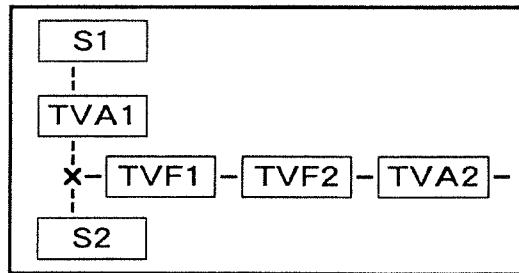 S1
TVA1
×– TVF1 – TVF2 – TVA2 –
S2